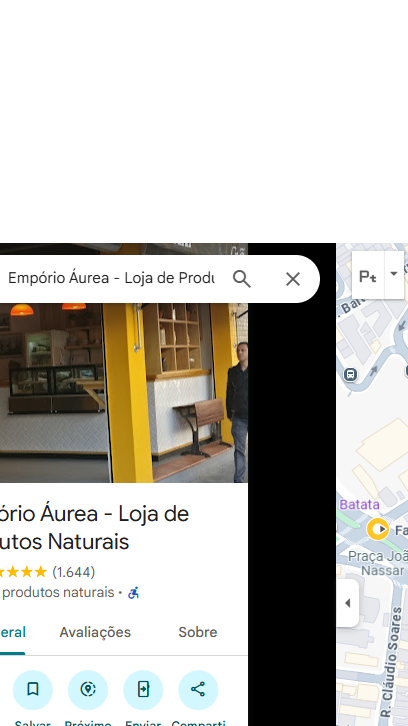 Empório Áurea - Loja de Produ
Pt
Batata
Fa
Praça Joã
Nassar
R. Cláudio Soares
ório Áurea - Loja de
utos Naturais
(1.644)
produtos naturais ·
eral
Avaliações
Sobre
Salvar
Próximo
Enviar
Comparti